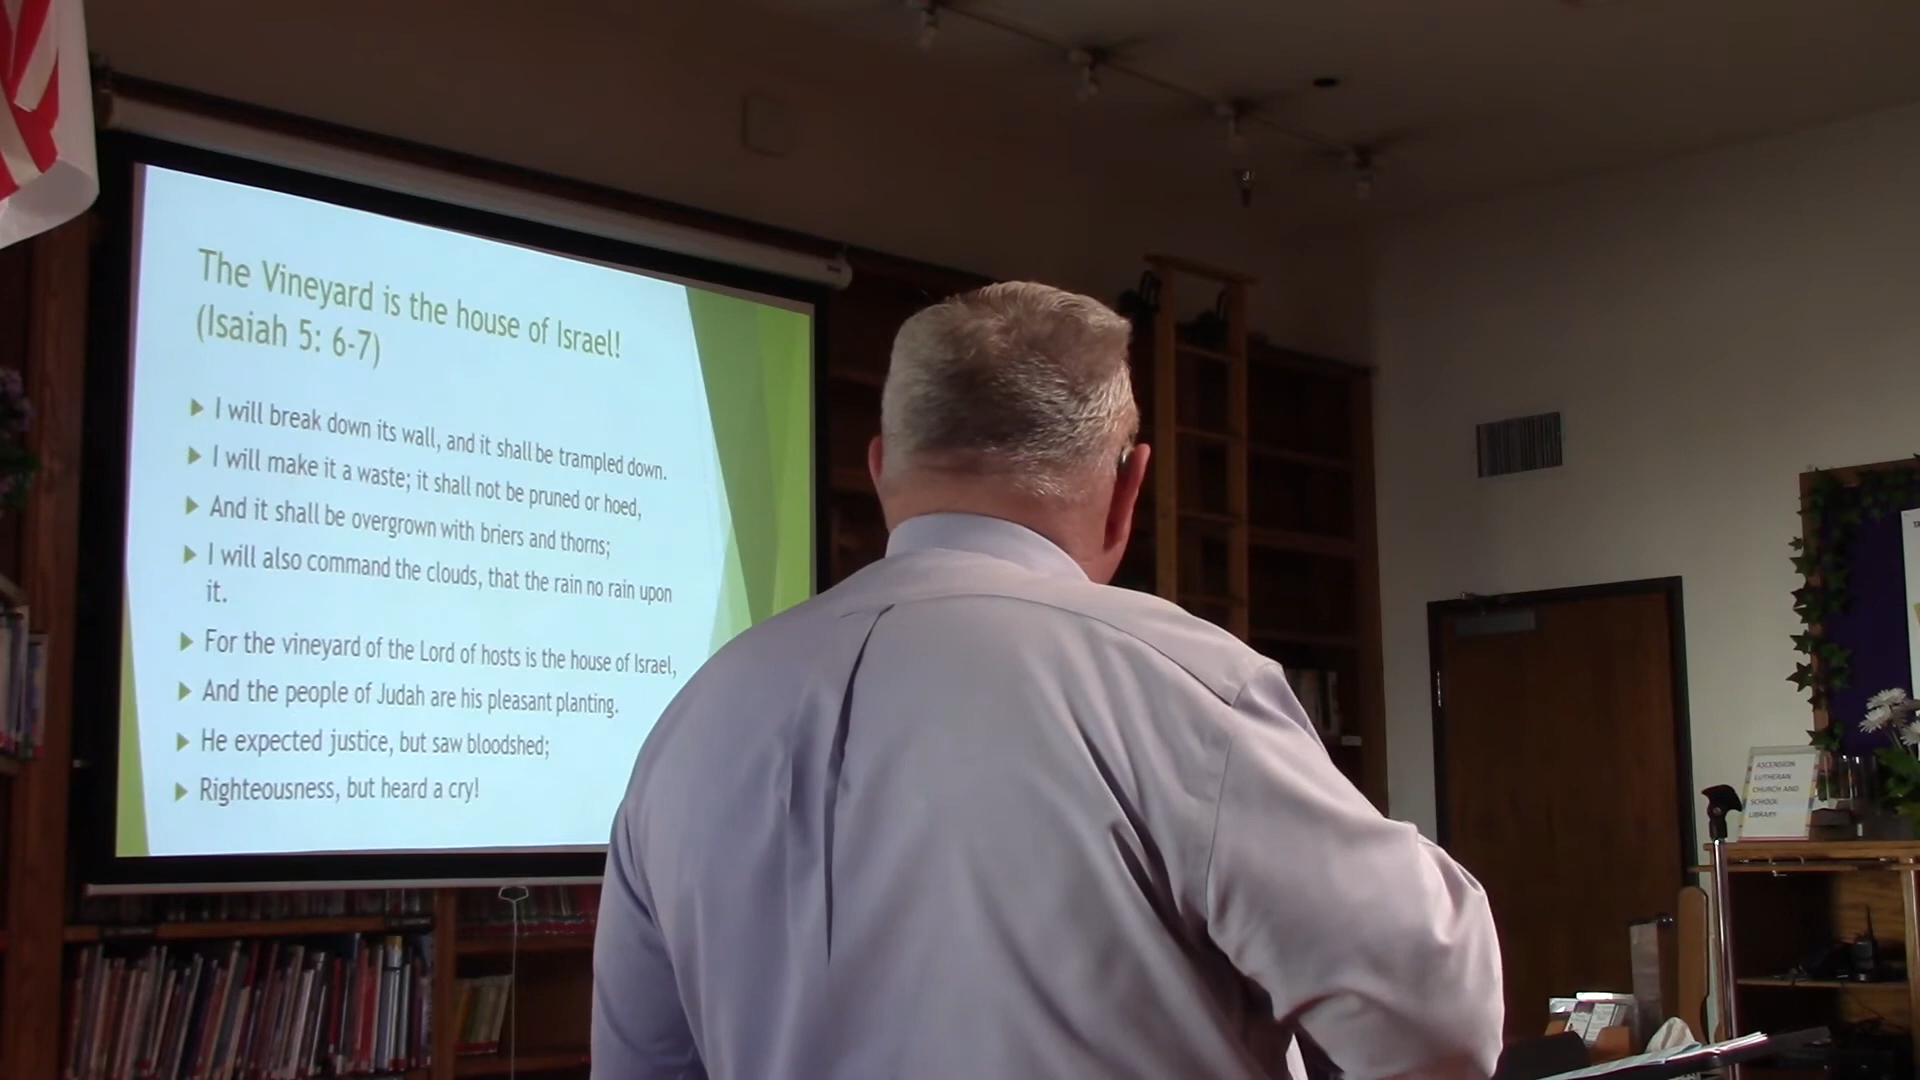 The Vineyard is the house of Israel!
(Isaiah 5: 6-7)
I will break down its wall, and it shall be trampled down.
I will make it a waste; it shall not be pruned or hoed,
And it shall be overgrown with briers and thorns;
I will also command the clouds, that the rain no rain upon
it.
For the vineyard of the Lord of hosts is the house of Israel,
And the people of Judah are his pleasant planting.
He expected justice, but saw bloodshed;
Righteousness, but heard a cry!
ASCENSION
LUTHERAN
CHURCH AND
SCHOOL
LIBRARY